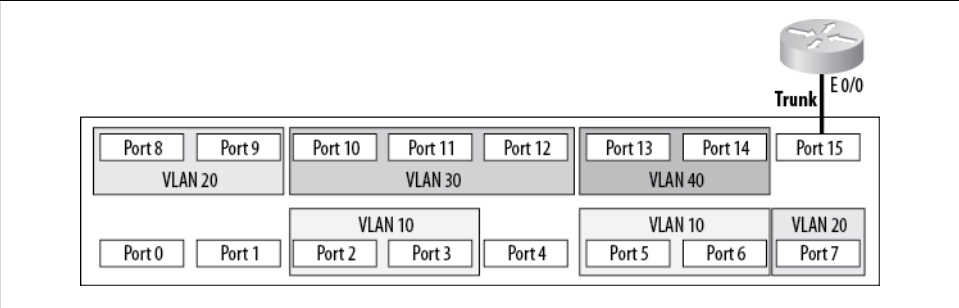 E 0/0
Trunk
Port 8 Port 9 Port 10 Port 11 Port 12 Port 13 Port 14 Port 15
VLAN 20 VLAN 30 VLAN 40
VLAN 10 VLAN 10 VLAN 20
Port 0 Port 1 Port 2 Port 3 Port 4 Port 5 Port 6 Port 7